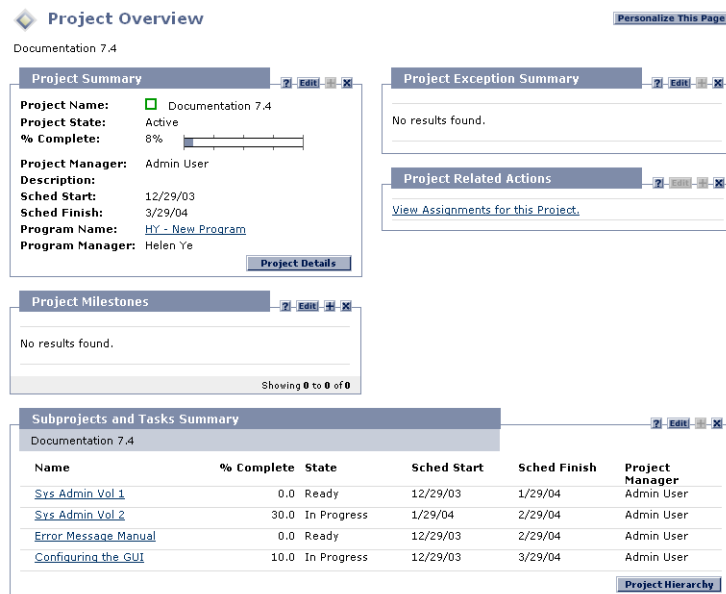 Project Overview
Personalize This Page
Documentation 7.4
Project Summary
? Edit + X
Project Name: Documentation 7.4
Project State: Active
% Complete: 8%
Project Manager: Admin User
Description:
Sched Start: 12/29/03
Sched Finish: 3/29/04
Program Name: HY - New Program
Program Manager: Helen Ye
Project Details
Project Exception Summary
? Edit + X
No results found.
Project Related Actions
? Edit + X
View Assignments for this Project.
Project Milestones
? Edit + X
No results found.
Showing 0 to 0 of 0
Subprojects and Tasks Summary
? Edit + X
Documentation 7.4
Name % Complete State Sched Start Sched Finish Project Manager
Sys Admin Vol 1 0.0 Ready 12/29/03 1/29/04 Admin User
Sys Admin Vol 2 30.0 In Progress 1/29/04 2/29/04 Admin User
Error Message Manual 0.0 Ready 12/29/03 2/29/04 Admin User
Configuring the GUI 10.0 In Progress 12/29/03 3/29/04 Admin User
Project Hierarchy